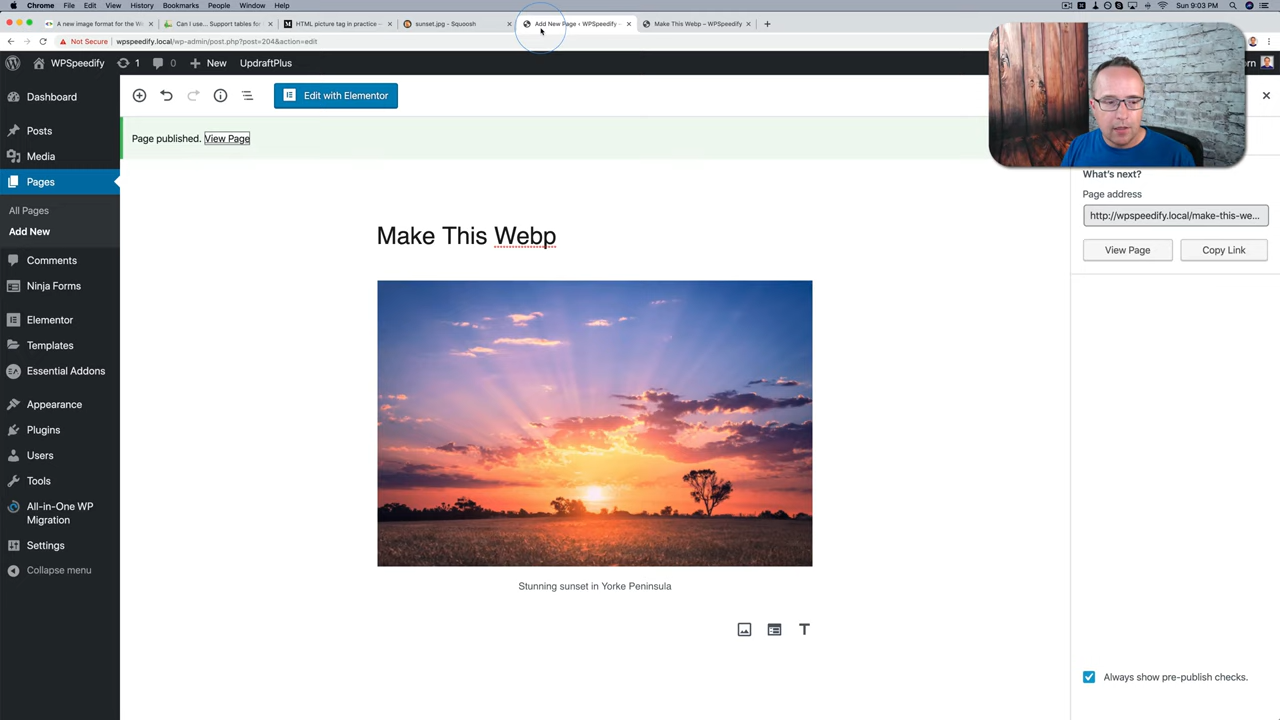 Chrome File Edit View History Bookmarks People Window Help
Sun 9:03 PM
A new image format for the W
Can I use... Support tables fo
HTML picture tag in practice –
sunset.jpg - Squoosh
Add New Page ‹ WPSpeedify
Make This Webp – WPSpeedify
Not Secure wpspeedify.local/wp-admin/post.php?post=204&action=edit
WPSpeedify 1 0 New UpdraftPlus
Dashboard
Posts
Media
Pages
All Pages
Add New
Comments
Ninja Forms
Elementor
Templates
Essential Addons
Appearance
Plugins
Users
Tools
All-in-One WP
Migration
Settings
Collapse menu
Edit with Elementor
Page published. View Page
Make This Webp
Stunning sunset in Yorke Peninsula
What's next?
Page address
http://wpspeedify.local/make-this-we...
View Page
Copy Link
Always show pre-publish checks.